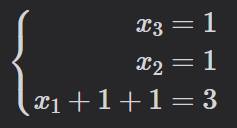 x₃ = 1
x₂ = 1
x₁ + 1 + 1 = 3